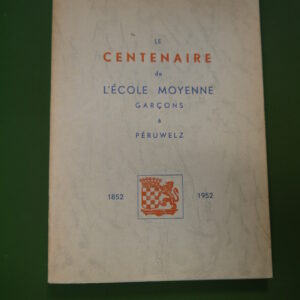 LE
CENTENAIRE
de
L'ÉCOLE MOYENNE
GARÇONS
à
PÉRUWELZ
1852 1952